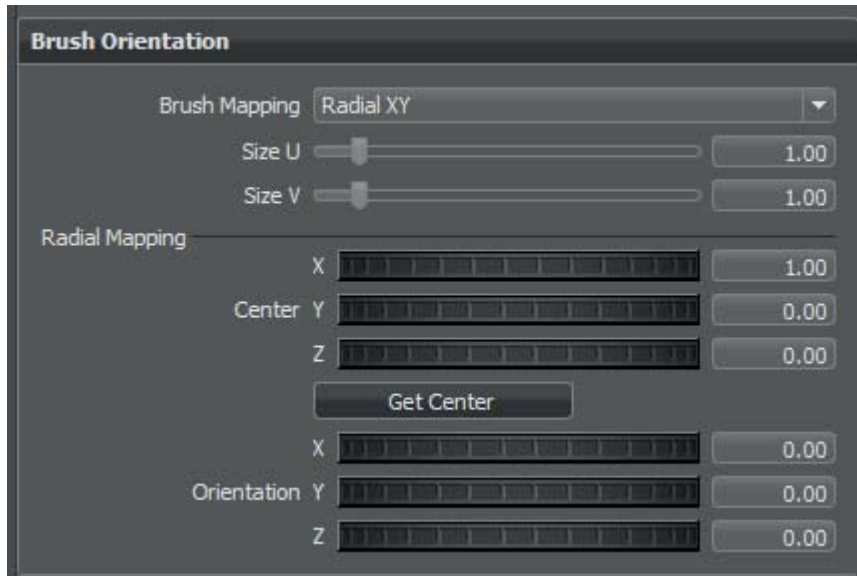 Brush Orientation
Brush Mapping Radial XY
Size U 1.00
Size V 1.00
Radial Mapping
X 1.00
Center Y 0.00
Z 0.00
Get Center
X 0.00
Orientation Y 0.00
Z 0.00